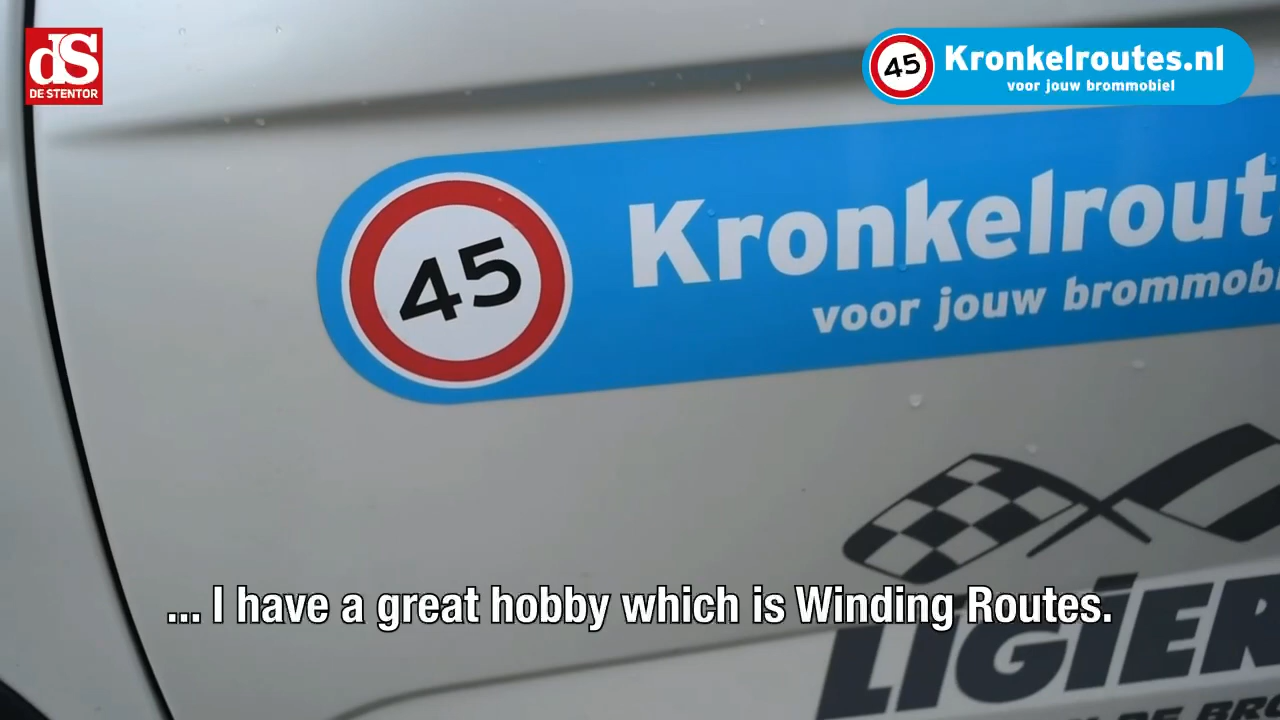 dS
DE STENTOR
45
Kronkelroutes.nl
voor jouw brommobiel
45
Kronkelrout
voor jouw brommobi
... I have a great hobby which is Winding Routes.
LIGIER